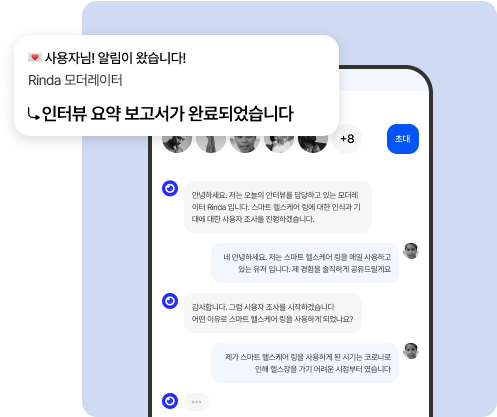 💌 사용자님! 알림이 왔습니다!
Rinda 모더레이터
인터뷰 요약 보고서가 완료되었습니다
+8
초대
안녕하세요. 저는 오늘의 인터뷰를 담당하고 있는 모더레
이터 Rinda 입니다. 스마트 헬스케어 링에 대한 인식과 기
대에 대한 사용자 조사를 진행하겠습니다.
네 안녕하세요. 저는 스마트 헬스케어 링을 매일 사용하고
있는 유저 입니다. 제 경험을 솔직하게 공유드릴게요
감사합니다. 그럼 사용자 조사를 시작하겠습니다
어떤 이유로 스마트 헬스케어 링을 사용하게 되었나요?
제가 스마트 헬스케어 링을 사용하게 된 시기는 코로나로
인해 헬스장을 가기 어려운 시점부터 였습니다